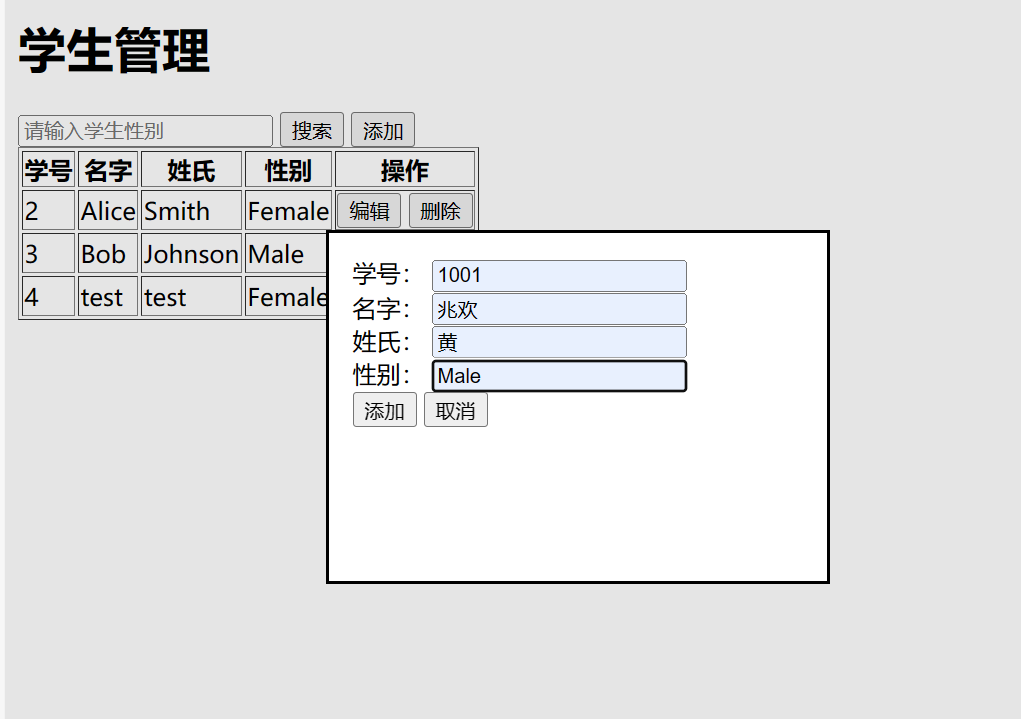 学生管理
请输入学生性别 搜索 添加
学号 名字 姓氏 性别 操作
2 Alice Smith Female 编辑 删除
3 Bob Johnson Male
4 test test Female
学号： 1001
名字： 兆欢
姓氏： 黄
性别： Male
添加 取消